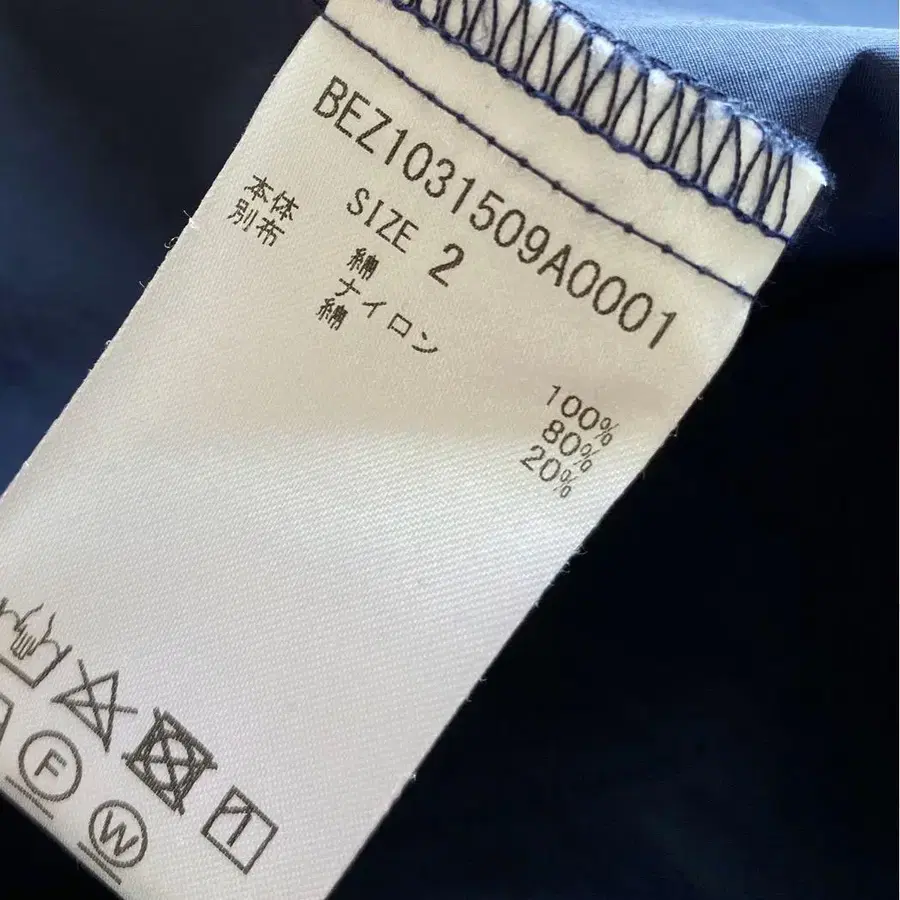 BEZ1031509A0001
SIZE 2
本体 綿 100%
別布 ナイロン 80%
綿 20%
F
W